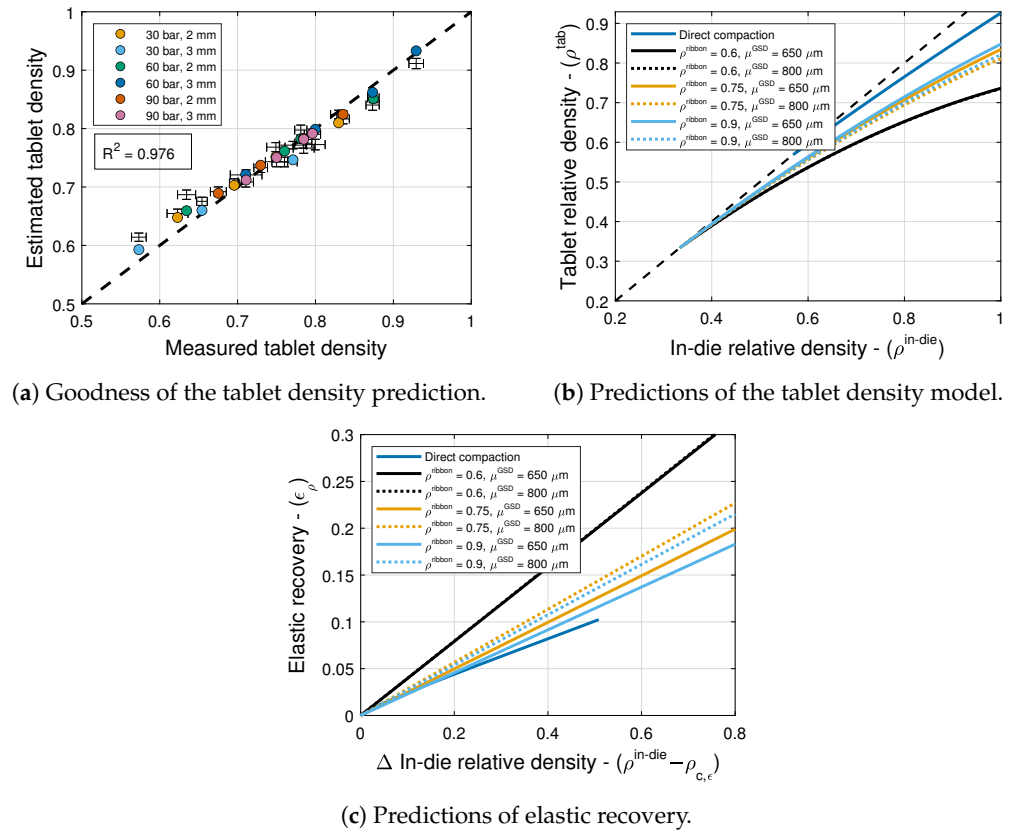 1
0.9
0.8
0.7
0.6
0.5
0.5 0.6 0.7 0.8 0.9 1
Estimated tablet density
Measured tablet density
30 bar, 2 mm
30 bar, 3 mm
60 bar, 2 mm
60 bar, 3 mm
90 bar, 2 mm
90 bar, 3 mm
R² = 0.976
(a) Goodness of the tablet density prediction.
0.9
0.8
0.7
0.6
0.5
0.4
0.3
0.2
0.2 0.4 0.6 0.8 1
Tablet relative density - (ρ^tab)
In-die relative density - (ρ^in-die)
Direct compaction
ρ^ribbon = 0.6, μ^GSD = 650 μm
ρ^ribbon = 0.6, μ^GSD = 800 μm
ρ^ribbon = 0.75, μ^GSD = 650 μm
ρ^ribbon = 0.75, μ^GSD = 800 μm
ρ^ribbon = 0.9, μ^GSD = 650 μm
ρ^ribbon = 0.9, μ^GSD = 800 μm
(b) Predictions of the tablet density model.
0.3
0.25
0.2
0.15
0.1
0.05
0
0 0.2 0.4 0.6 0.8
Elastic recovery - (ϵ_ρ)
Δ In-die relative density - (ρ^in-die − ρ_c,ϵ)
Direct compaction
ρ^ribbon = 0.6, μ^GSD = 650 μm
ρ^ribbon = 0.6, μ^GSD = 800 μm
ρ^ribbon = 0.75, μ^GSD = 650 μm
ρ^ribbon = 0.75, μ^GSD = 800 μm
ρ^ribbon = 0.9, μ^GSD = 650 μm
ρ^ribbon = 0.9, μ^GSD = 800 μm
(c) Predictions of elastic recovery.